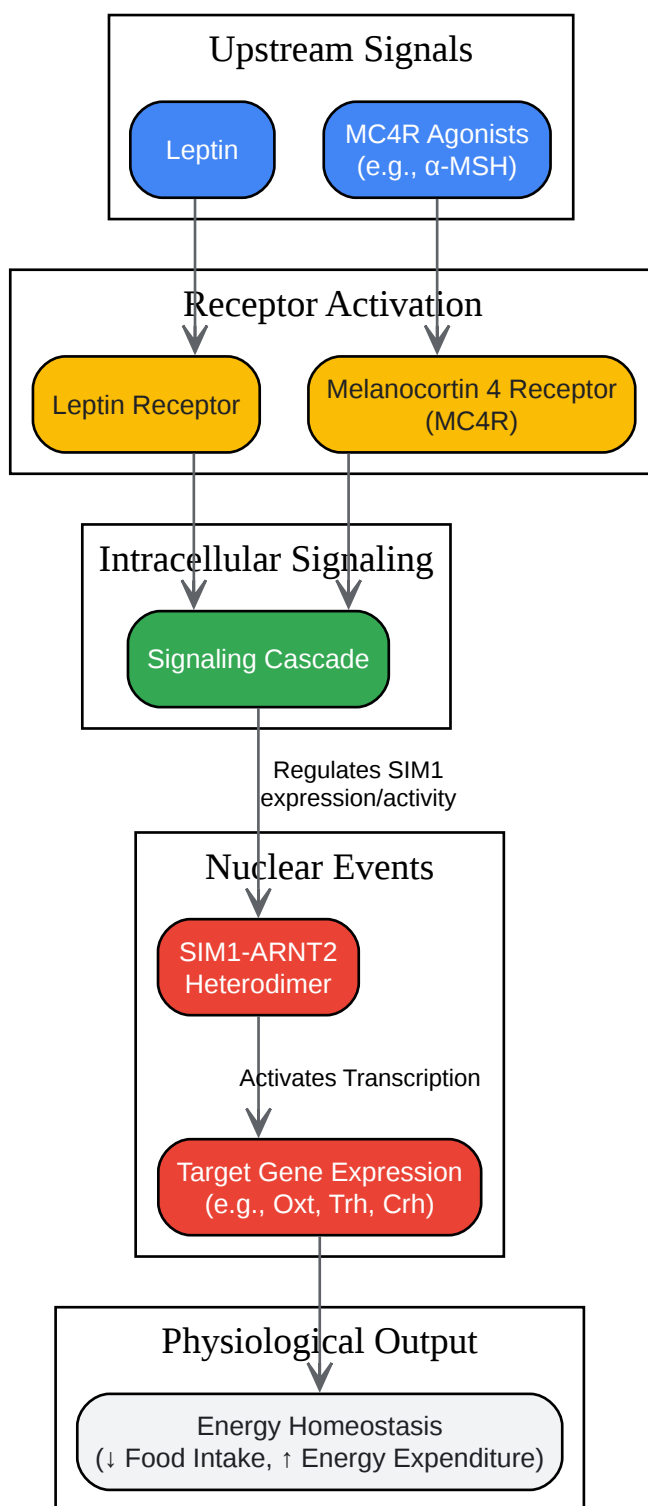 Upstream Signals
Leptin
MC4R Agonists
(e.g., α-MSH)
Receptor Activation
Leptin Receptor
Melanocortin 4 Receptor
(MC4R)
Intracellular Signaling
Signaling Cascade
Regulates SIM1
expression/activity
Nuclear Events
SIM1-ARNT2
Heterodimer
Activates Transcription
Target Gene Expression
(e.g., Oxt, Trh, Crh)
Physiological Output
Energy Homeostasis
(↓ Food Intake, ↑ Energy Expenditure)